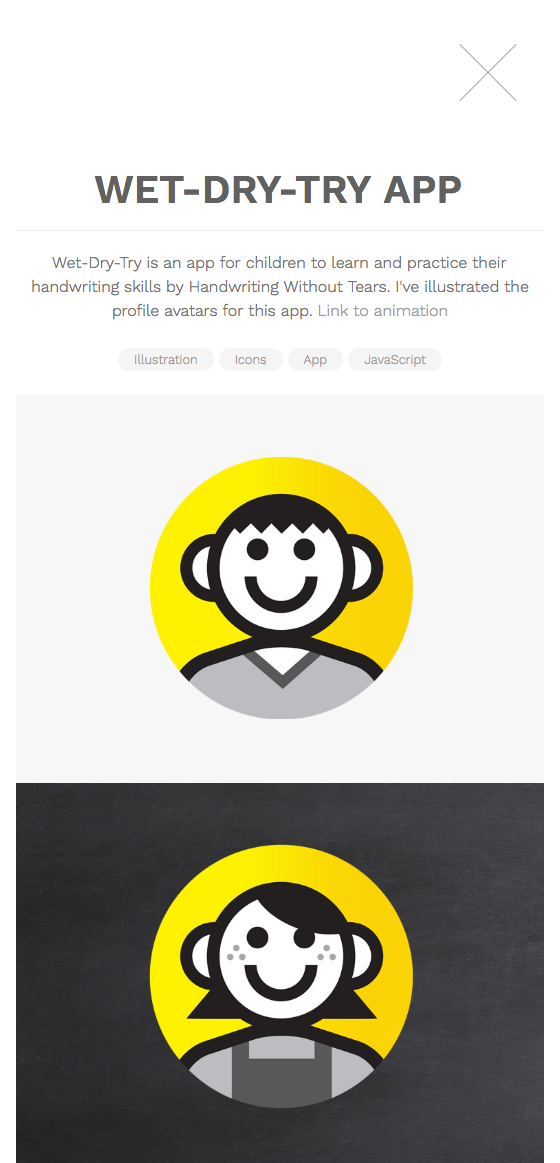 WET-DRY-TRY APP
Wet-Dry-Try is an app for children to learn and practice their
handwriting skills by Handwriting Without Tears. I've illustrated the
profile avatars for this app. Link to animation
Illustration Icons App JavaScript